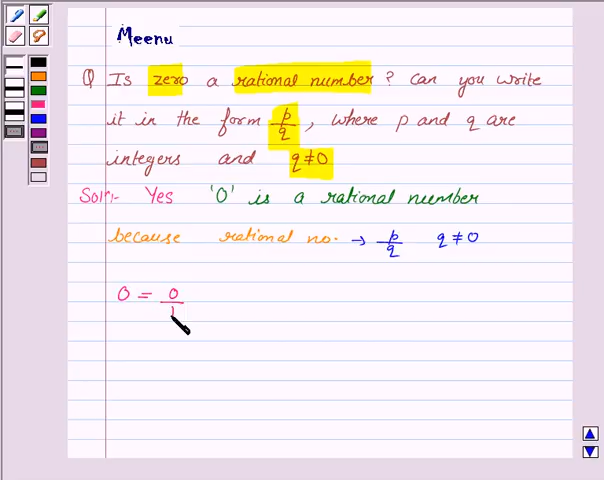 Meenu
Q Is zero a rational number? Can you write
it in the form p/q, where p and q are
integers and q≠0
Solr:- Yes '0' is a rational number
because rational no. → p/q q≠0
0 = 0/1